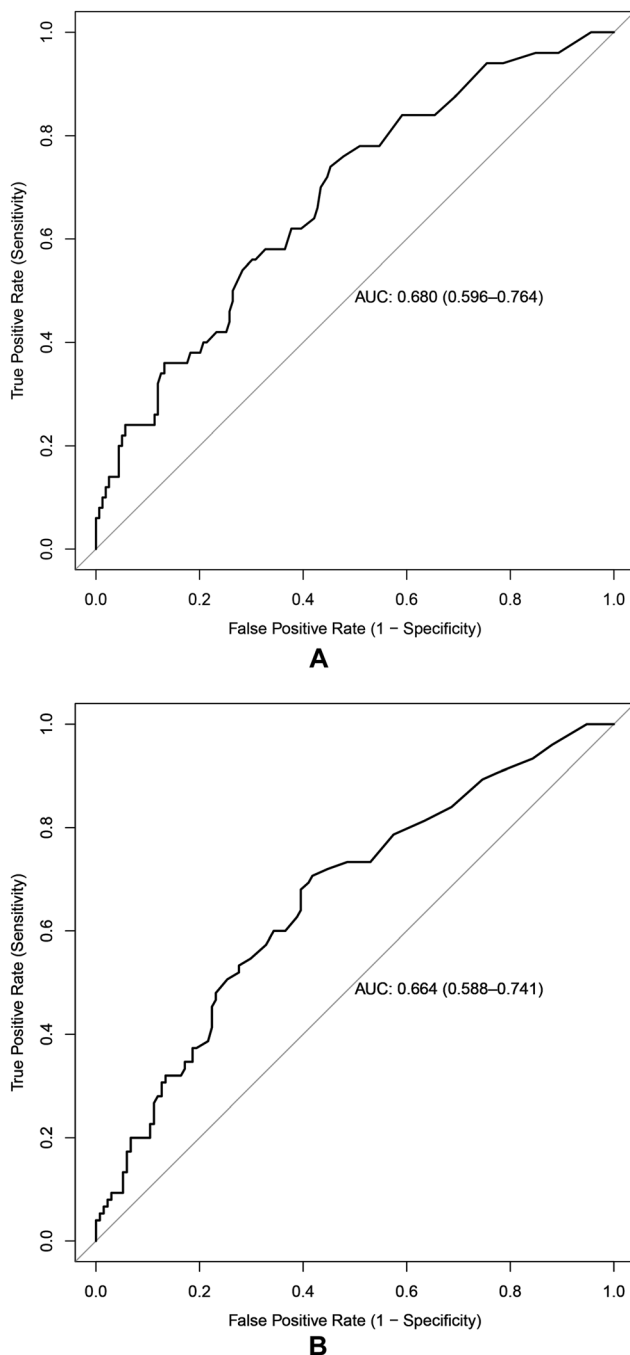 1.0
0.8
0.6
0.4
0.2
0.0
True Positive Rate (Sensitivity)
AUC: 0.680 (0.596–0.764)
0.0 0.2 0.4 0.6 0.8 1.0
False Positive Rate (1 − Specificity)
A
1.0
0.8
0.6
0.4
0.2
0.0
True Positive Rate (Sensitivity)
AUC: 0.664 (0.588–0.741)
0.0 0.2 0.4 0.6 0.8 1.0
False Positive Rate (1 − Specificity)
B